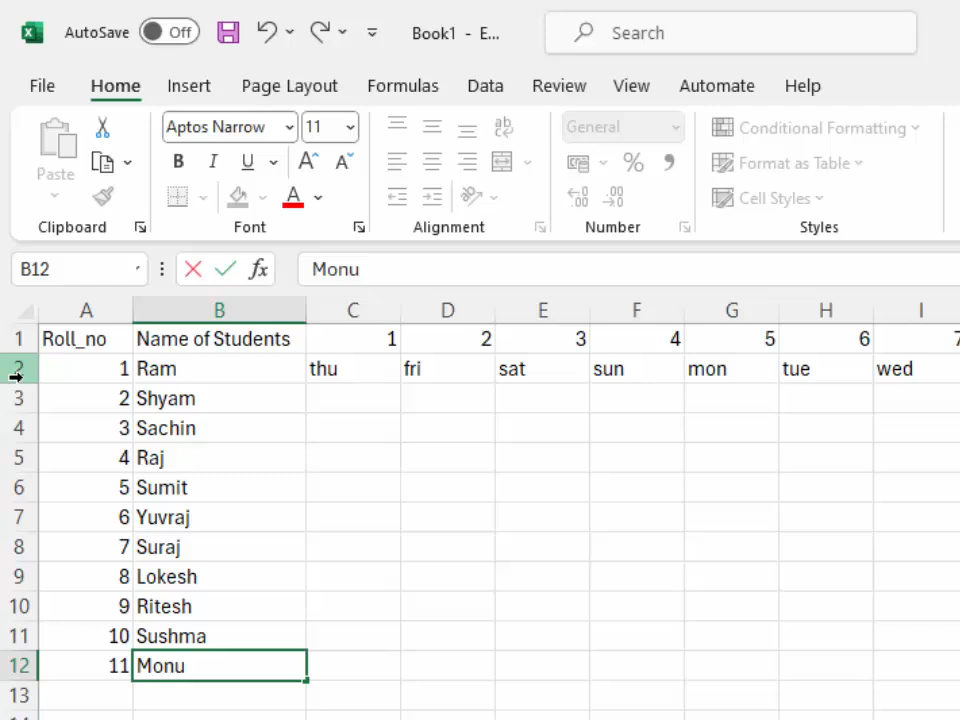 AutoSave Off Book1 - E... Search
File Home Insert Page Layout Formulas Data Review View Automate Help
Paste
Aptos Narrow 11
B I U A A A
ab
General
% 9
Conditional Formatting
Format as Table
Cell Styles
Clipboard Font Alignment Number Styles
B12 fx Monu
A B C D E F G H I
1 Roll_no Name of Students 1 2 3 4 5 6 7
2 1 Ram thu fri sat sun mon tue wed
3 2 Shyam
4 3 Sachin
5 4 Raj
6 5 Sumit
7 6 Yuvraj
8 7 Suraj
9 8 Lokesh
10 9 Ritesh
11 10 Sushma
12 11 Monu
13